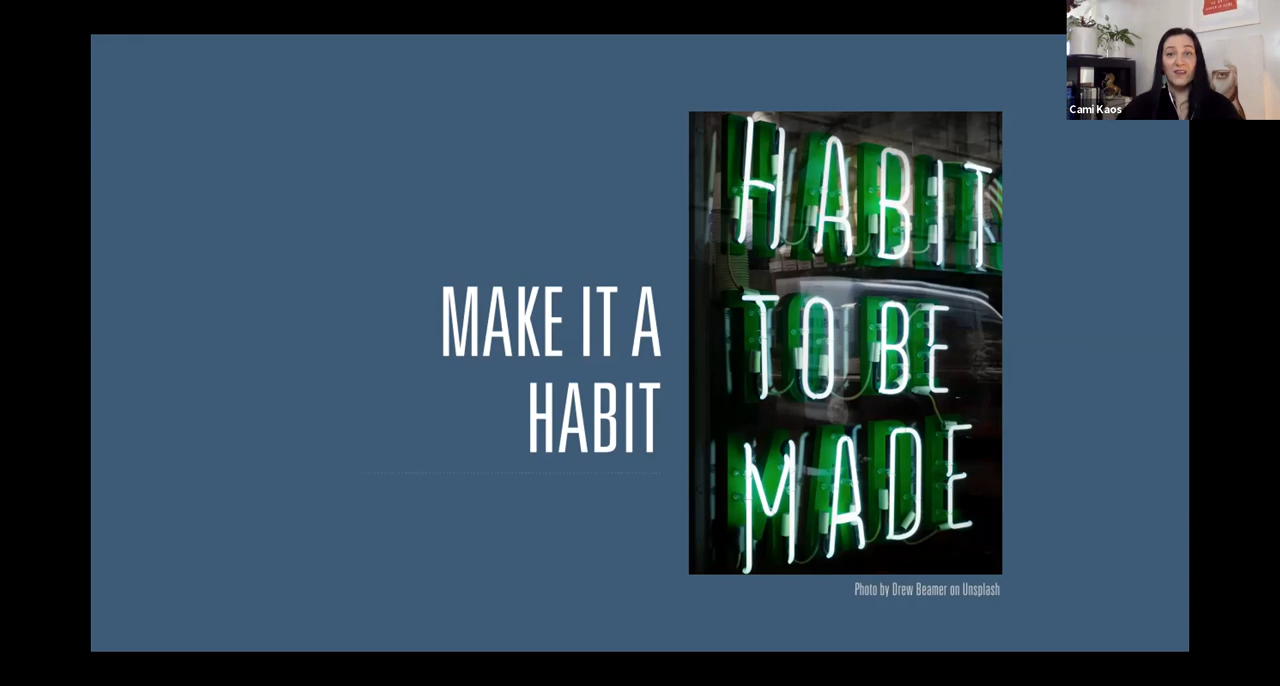 MAKE IT A
HABIT
HABIT
TO BE
MADE
Photo by Drew Beamer on Unsplash
Cami Kaos